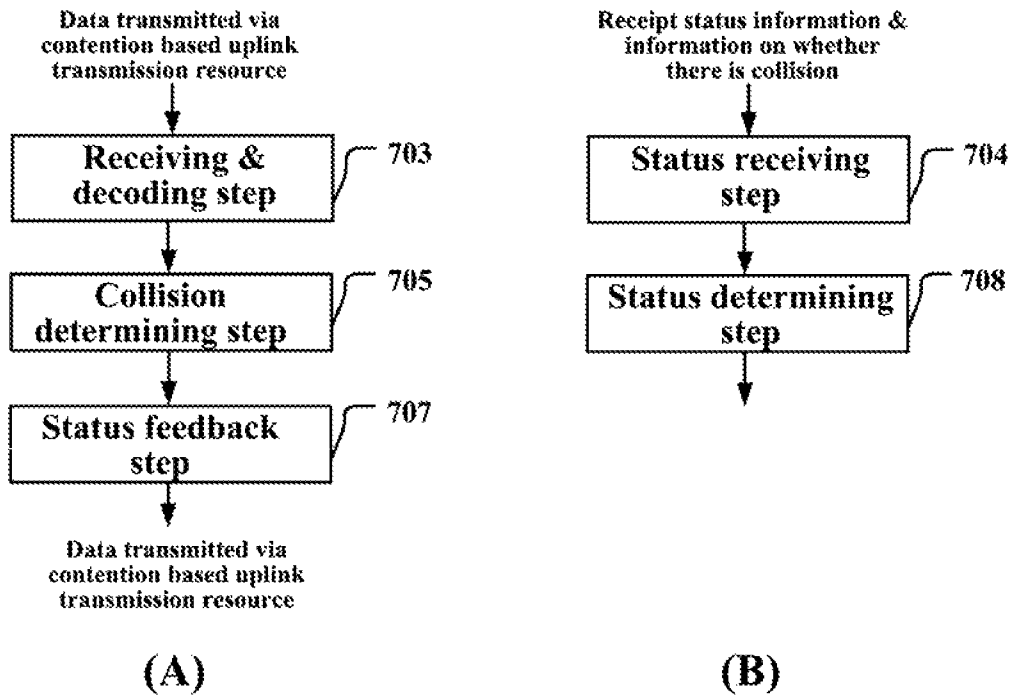 Data transmitted via
contention based uplink
transmission resource
Receiving &
decoding step
703
Collision
determining step
705
Status feedback
step
707
Data transmitted via
contention based uplink
transmission resource
(A)
Receipt status information &
information on whether
there is collision
Status receiving
step
704
Status determining
step
708
(B)